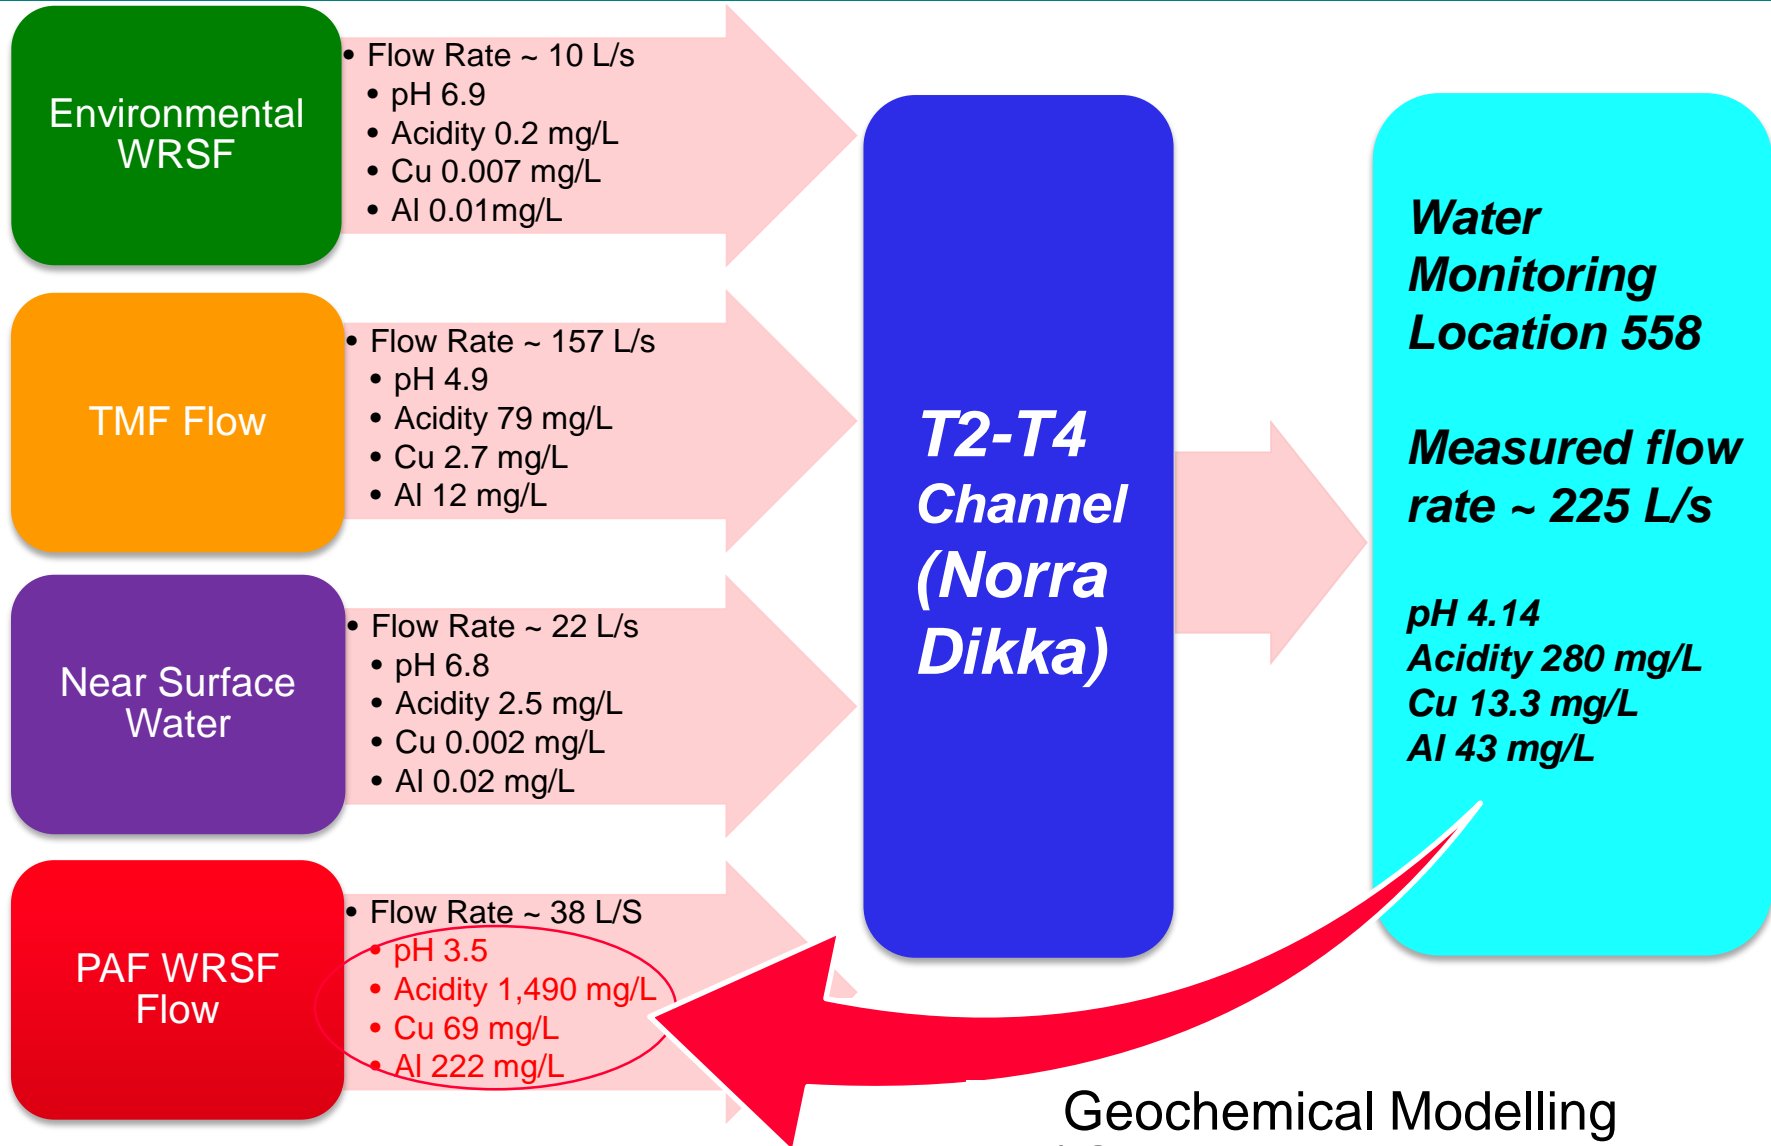 Environmental
WRSF
• Flow Rate ~ 10 L/s
• pH 6.9
• Acidity 0.2 mg/L
• Cu 0.007 mg/L
• Al 0.01mg/L
TMF Flow
• Flow Rate ~ 157 L/s
• pH 4.9
• Acidity 79 mg/L
• Cu 2.7 mg/L
• Al 12 mg/L
Near Surface
Water
• Flow Rate ~ 22 L/s
• pH 6.8
• Acidity 2.5 mg/L
• Cu 0.002 mg/L
• Al 0.02 mg/L
PAF WRSF
Flow
• Flow Rate ~ 38 L/S
• pH 3.5
• Acidity 1,490 mg/L
• Cu 69 mg/L
• Al 222 mg/L
T2-T4
Channel
(Norra
Dikka)
Water
Monitoring
Location 558
Measured flow
rate ~ 225 L/s
pH 4.14
Acidity 280 mg/L
Cu 13.3 mg/L
Al 43 mg/L
Geochemical Modelling